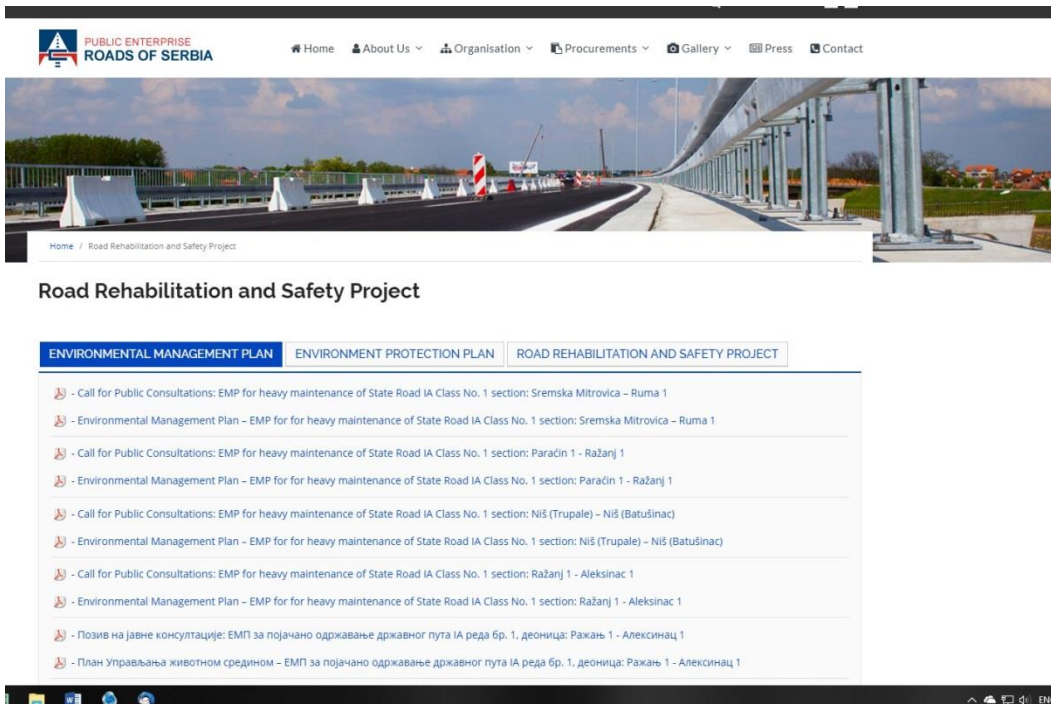 PUBLIC ENTERPRISE
ROADS OF SERBIA
Home About Us Organisation Procurements Gallery Press Contact
Home / Road Rehabilitation and Safety Project
Road Rehabilitation and Safety Project
ENVIRONMENTAL MANAGEMENT PLAN ENVIRONMENT PROTECTION PLAN ROAD REHABILITATION AND SAFETY PROJECT
- Call for Public Consultations: EMP for heavy maintenance of State Road IA Class No. 1 section: Sremska Mitrovica – Ruma 1
- Environmental Management Plan – EMP for for heavy maintenance of State Road IA Class No. 1 section: Sremska Mitrovica – Ruma 1
- Call for Public Consultations: EMP for heavy maintenance of State Road IA Class No. 1 section: Paraćin 1 - Ražanj 1
- Environmental Management Plan – EMP for for heavy maintenance of State Road IA Class No. 1 section: Paraćin 1 - Ražanj 1
- Call for Public Consultations: EMP for heavy maintenance of State Road IA Class No. 1 section: Niš (Trupale) – Niš (Batušinac)
- Environmental Management Plan – EMP for for heavy maintenance of State Road IA Class No. 1 section: Niš (Trupale) – Niš (Batušinac)
- Call for Public Consultations: EMP for heavy maintenance of State Road IA Class No. 1 section: Ražanj 1 - Aleksinac 1
- Environmental Management Plan – EMP for for heavy maintenance of State Road IA Class No. 1 section: Ražanj 1 - Aleksinac 1
- Позив на јавне консултације: ЕМП за појачано одржавање државног пута IА реда бр. 1, деоница: Ражањ 1 - Алексинац 1
- План Управљања животном средином – ЕМП за појачано одржавање државног пута IА реда бр. 1, деоница: Ражањ 1 - Алексинац 1